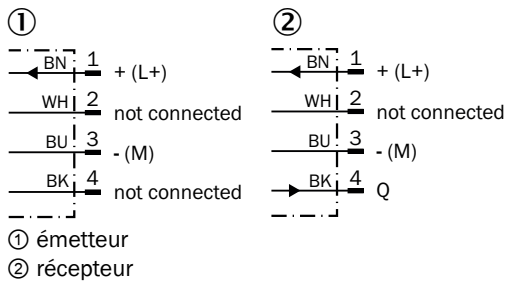 ① ②
BN 1 + (L+)
WH 2 not connected
BU 3 - (M)
BK 4 not connected
BN 1 + (L+)
WH 2 not connected
BU 3 - (M)
BK 4 Q
① émetteur
② récepteur